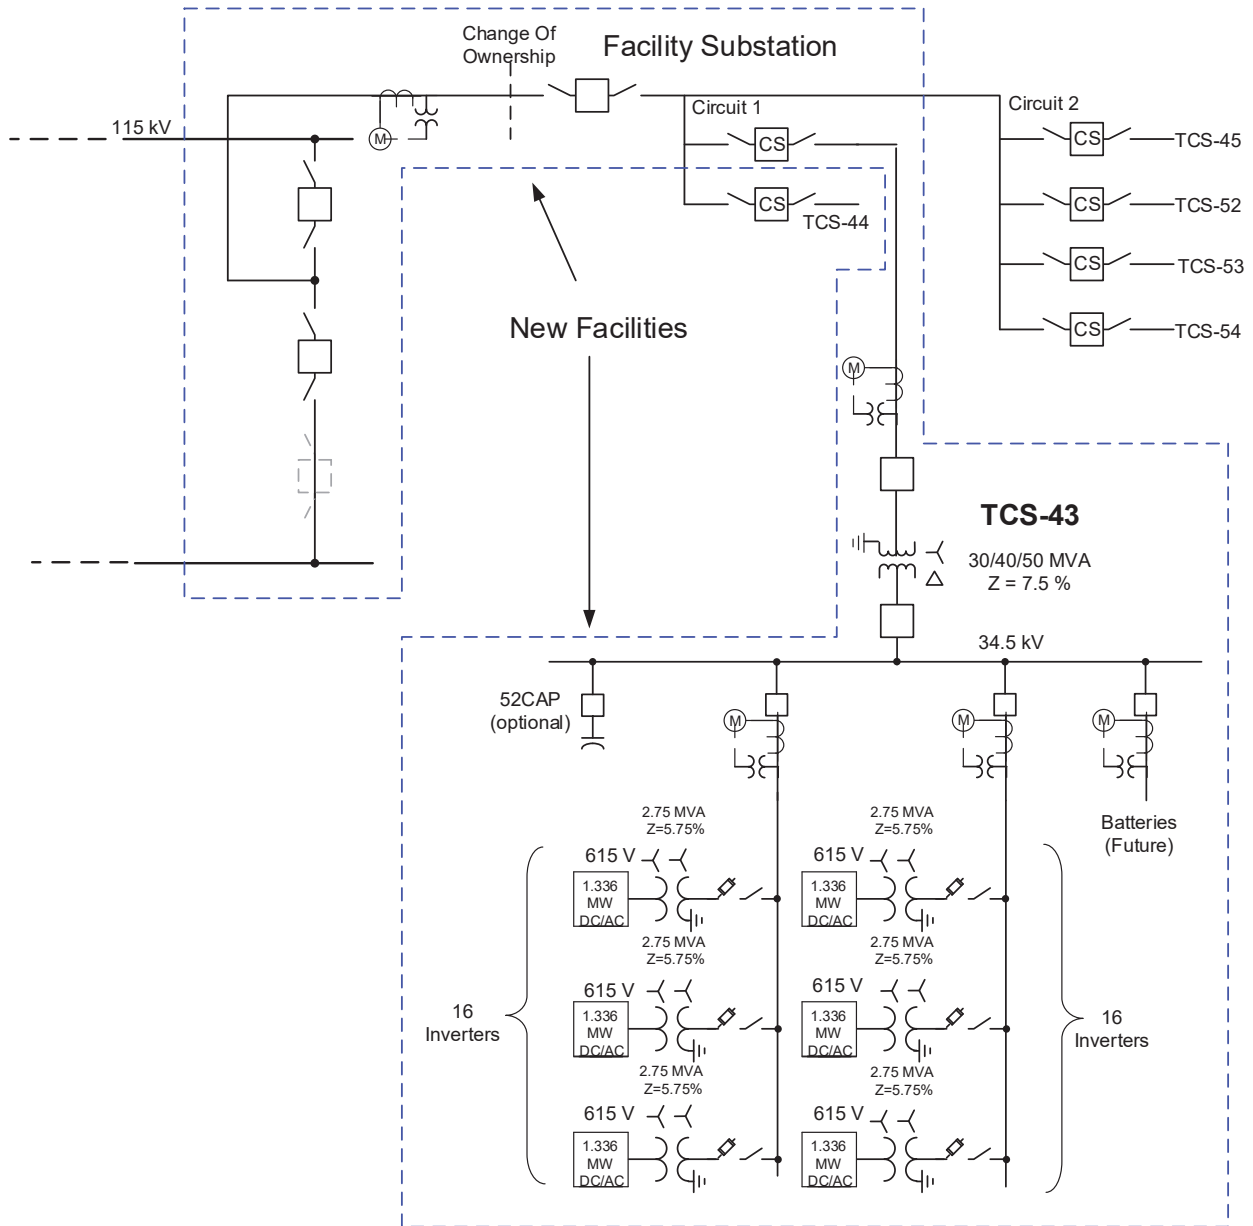 Change Of
Ownership
Facility Substation
115 kV
M
Circuit 1
Circuit 2
CS
CS
TCS-44
CS
TCS-45
CS
TCS-52
CS
TCS-53
CS
TCS-54
New Facilities
M
TCS-43
30/40/50 MVA
Z = 7.5 %
34.5 kV
52CAP
(optional)
M
M
M
Batteries
(Future)
2.75 MVA
Z=5.75%
615 V
1.336
MW
DC/AC
2.75 MVA
Z=5.75%
615 V
1.336
MW
DC/AC
2.75 MVA
Z=5.75%
615 V
1.336
MW
DC/AC
2.75 MVA
Z=5.75%
615 V
1.336
MW
DC/AC
2.75 MVA
Z=5.75%
615 V
1.336
MW
DC/AC
2.75 MVA
Z=5.75%
615 V
1.336
MW
DC/AC
16
Inverters
16
Inverters